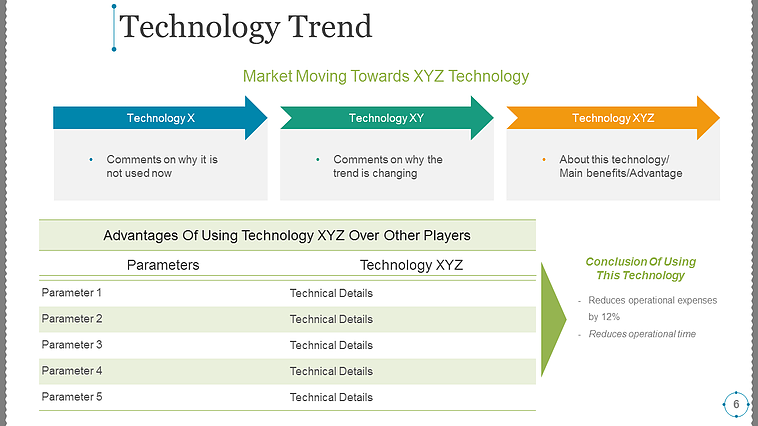 Technology Trend
Market Moving Towards XYZ Technology
Technology X
Technology XY
Technology XYZ
• Comments on why it is
not used now
• Comments on why the
trend is changing
• About this technology/
Main benefits/Advantage
Advantages Of Using Technology XYZ Over Other Players
Parameters Technology XYZ
Parameter 1 Technical Details
Parameter 2 Technical Details
Parameter 3 Technical Details
Parameter 4 Technical Details
Parameter 5 Technical Details
Conclusion Of Using
This Technology
- Reduces operational expenses
by 12%
- Reduces operational time
6